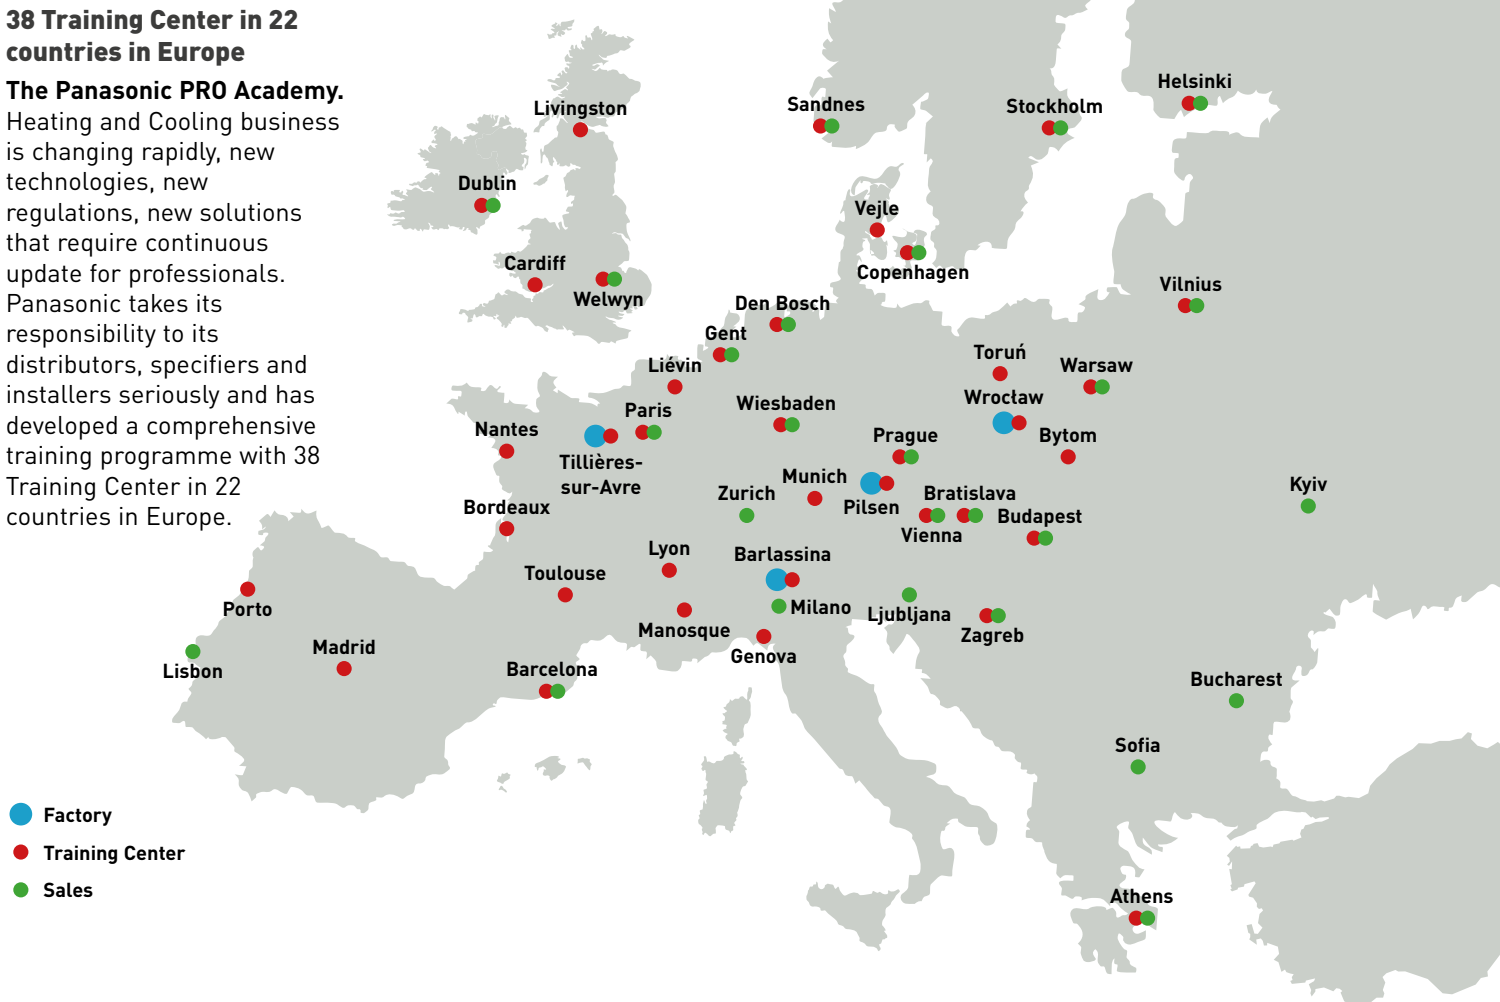 38 Training Center in 22
countries in Europe
The Panasonic PRO Academy.
Heating and Cooling business
is changing rapidly, new
technologies, new
regulations, new solutions
that require continuous
update for professionals.
Panasonic takes its
responsibility to its
distributors, specifiers and
installers seriously and has
developed a comprehensive
training programme with 38
Training Center in 22
countries in Europe.
Helsinki
Sandnes
Stockholm
Livingston
Dublin
Vejle
Cardiff
Copenhagen
Welwyn
Vilnius
Den Bosch
Gent
Toruń
Liévin
Warsaw
Wrocław
Wiesbaden
Paris
Nantes
Prague
Bytom
Tillières-
sur-Avre
Munich
Kyiv
Zurich
Bratislava
Pilsen
Bordeaux
Budapest
Vienna
Lyon
Barlassina
Toulouse
Porto
Milano
Ljubljana
Manosque
Zagreb
Madrid
Genova
Lisbon
Barcelona
Bucharest
Sofia
Factory
Training Center
Sales
Athens